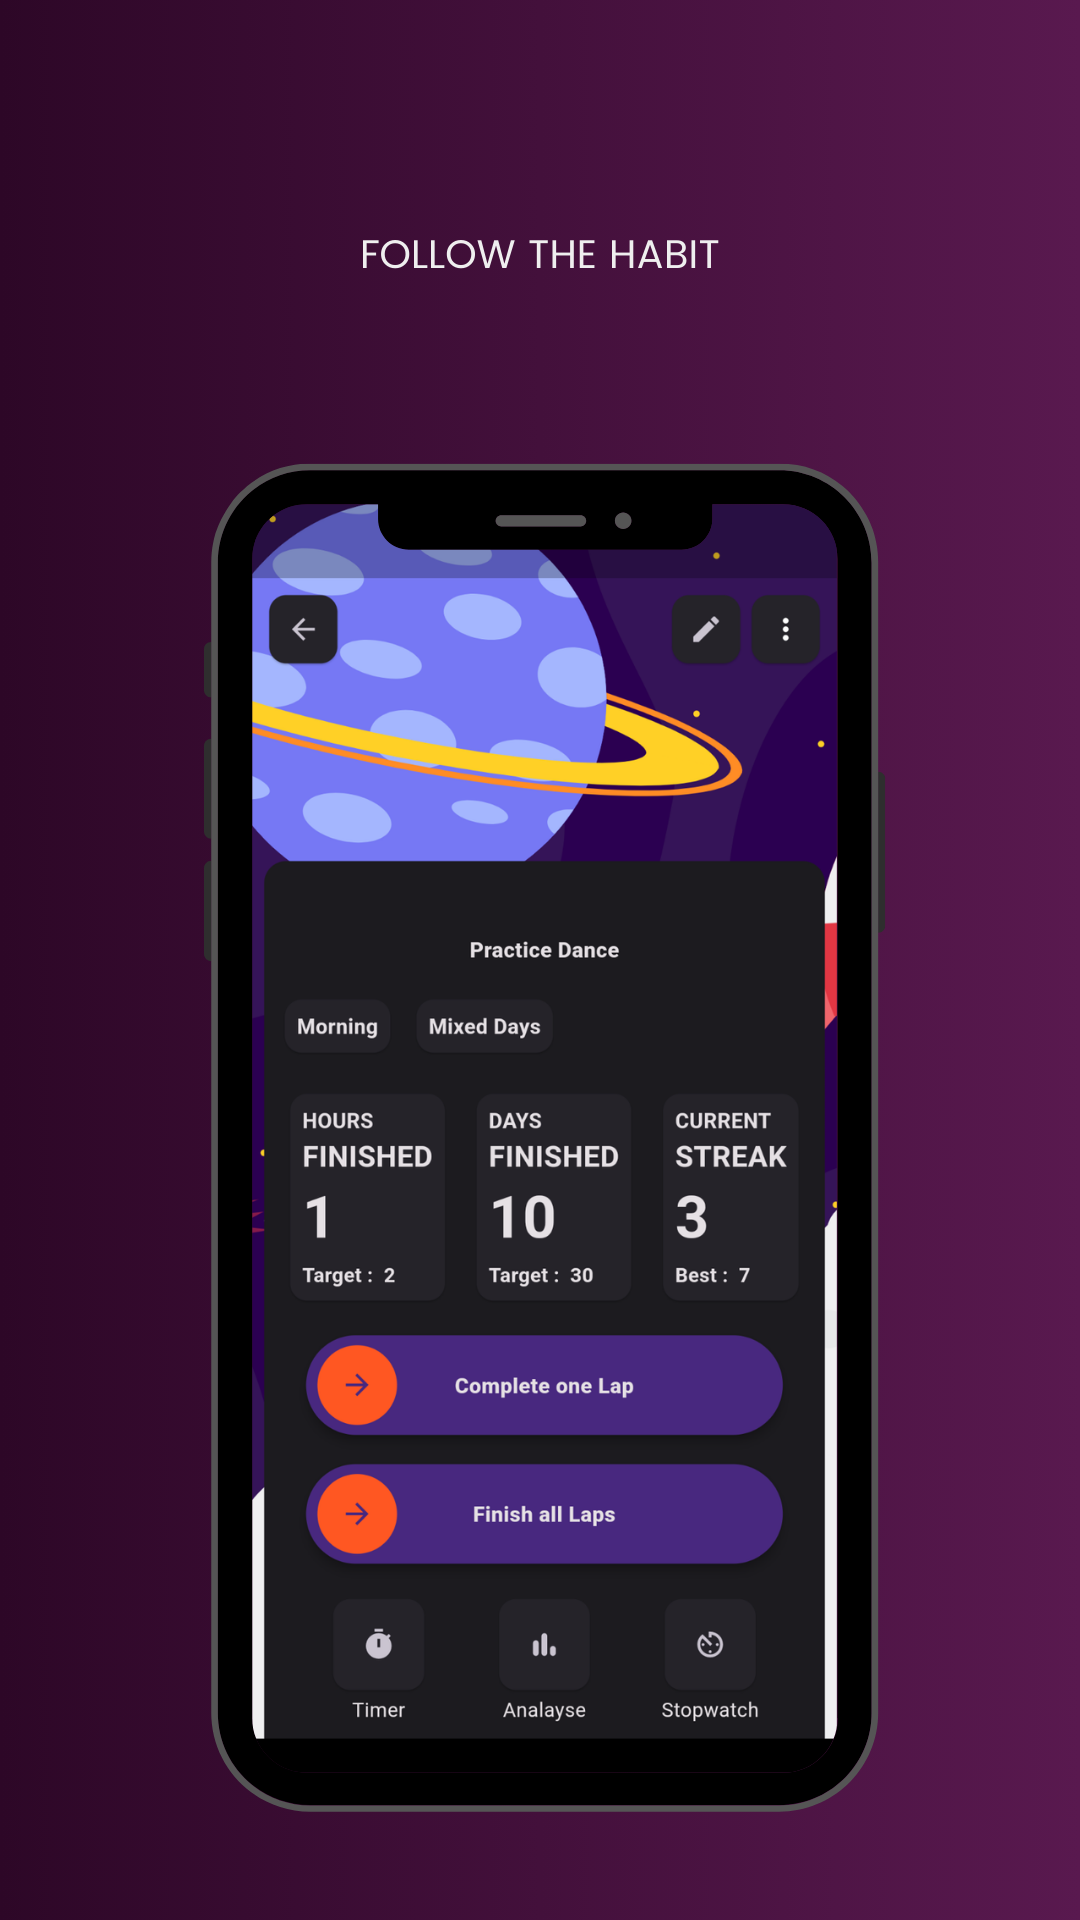 FOLLOW THE HABIT
Practice Dance
Morning
Mixed Days
HOURS
FINISHED
1
Target : 2
DAYS
FINISHED
10
Target : 30
CURRENT
STREAK
3
Best : 7
Complete one Lap
Finish all Laps
Timer
Analayse
Stopwatch